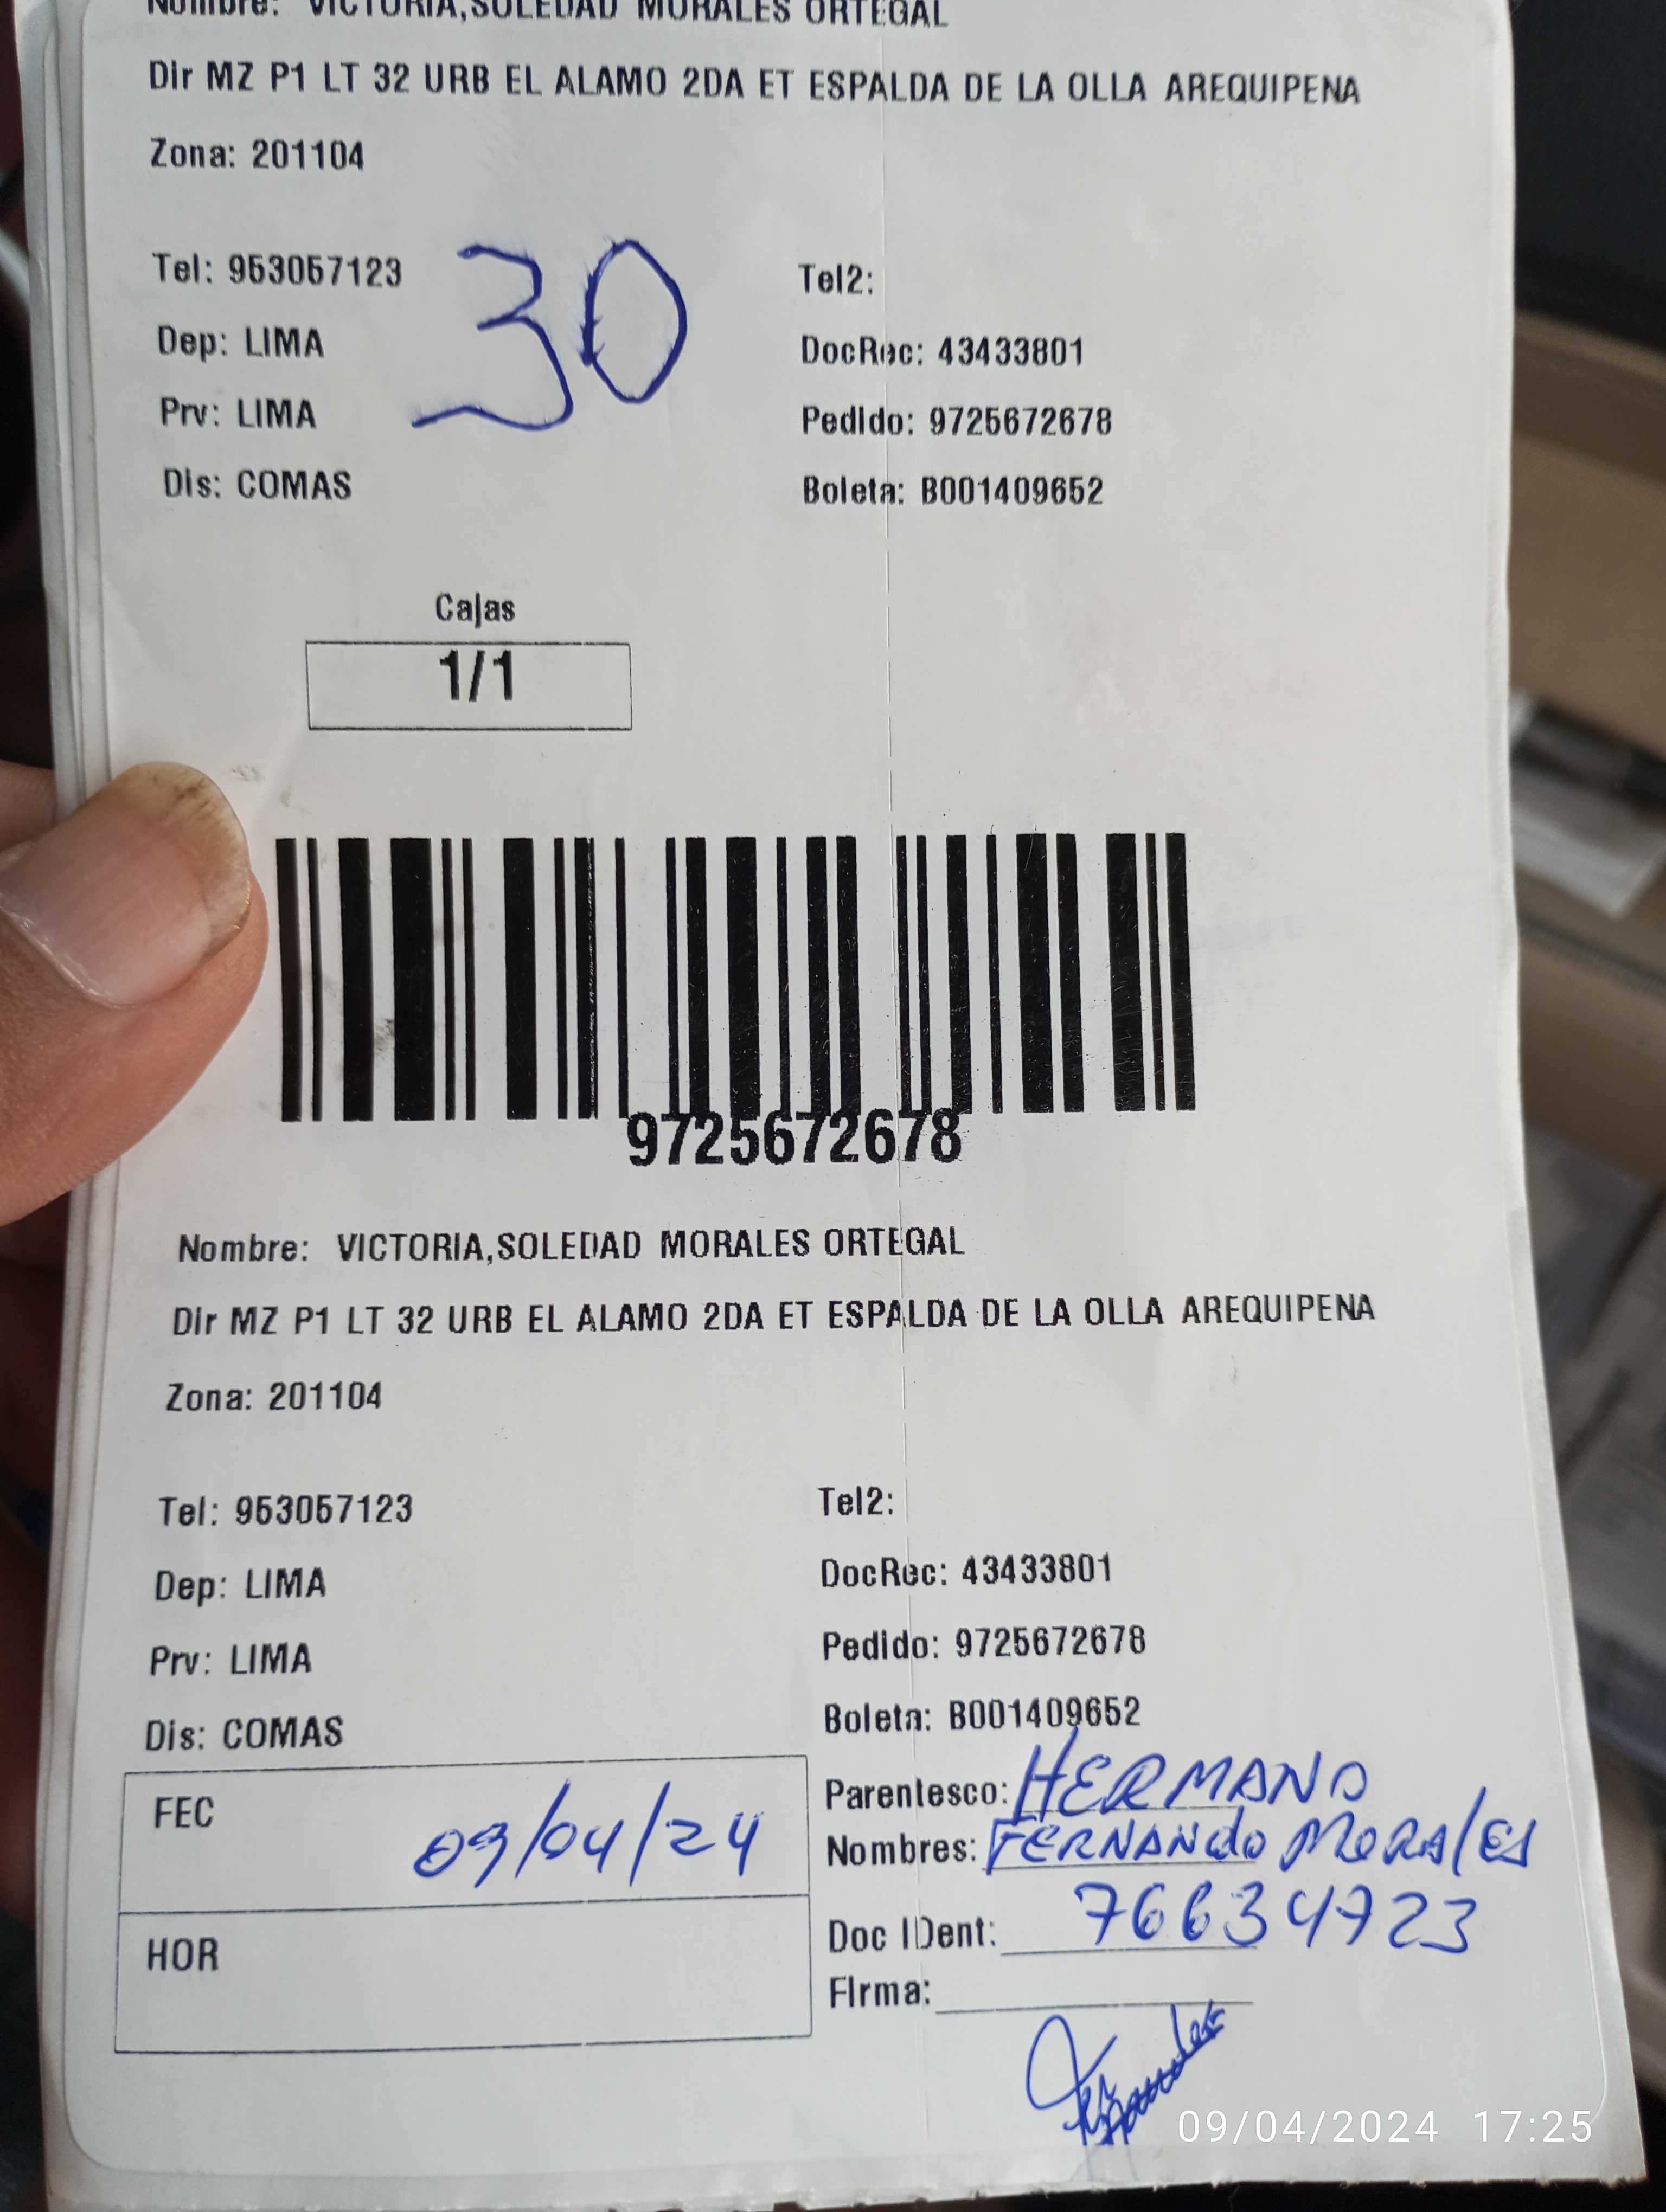 Nombre: VICTORIA,SOLEDAD MORALES ORTEGAL
Dir MZ P1 LT 32 URB EL ALAMO 2DA ET ESPALDA DE LA OLLA AREQUIPENA
Zona: 201104
Tel: 953057123
30
Tel2:
Dep: LIMA
DocRec: 43433801
Prv: LIMA
Pedido: 9725672678
Dis: COMAS
Boleta: B001409652
Cajas
1/1
9725672678
Nombre: VICTORIA,SOLEDAD MORALES ORTEGAL
Dir MZ P1 LT 32 URB EL ALAMO 2DA ET ESPALDA DE LA OLLA AREQUIPENA
Zona: 201104
Tel: 953057123
Tel2:
Dep: LIMA
DocRec: 43433801
Prv: LIMA
Pedido: 9725672678
Dis: COMAS
Boleta: B001409652
FEC 09/04/24
Parentesco: HERMANO
Nombres: FERNANDO MORALES
HOR
Doc IDent: 76634723
Firma:
09/04/2024 17:25